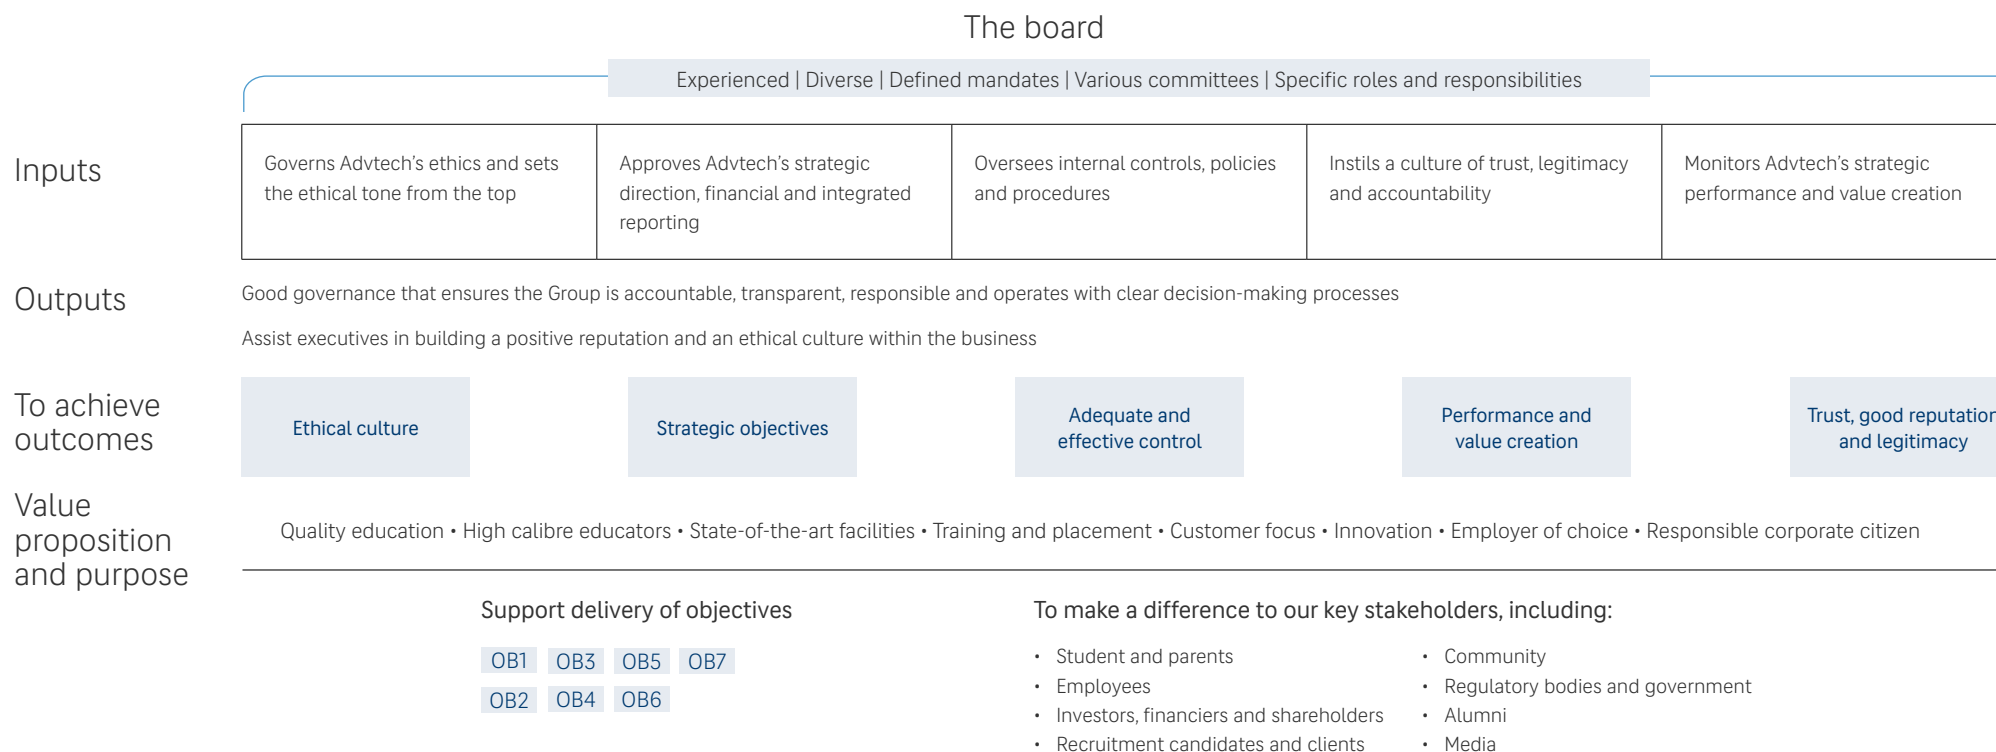 The board
Experienced | Diverse | Defined mandates | Various committees | Specific roles and responsibilities
Inputs
Governs Advtech's ethics and sets
the ethical tone from the top
Approves Advtech's strategic
direction, financial and integrated
reporting
Oversees internal controls, policies
and procedures
Instils a culture of trust, legitimacy
and accountability
Monitors Advtech's strategic
performance and value creation
Outputs
Good governance that ensures the Group is accountable, transparent, responsible and operates with clear decision-making processes
Assist executives in building a positive reputation and an ethical culture within the business
To achieve
outcomes
Ethical culture
Strategic objectives
Adequate and
effective control
Performance and
value creation
Trust, good reputation
and legitimacy
Value
proposition
and purpose
Quality education • High calibre educators • State-of-the-art facilities • Training and placement • Customer focus • Innovation • Employer of choice • Responsible corporate citizen
Support delivery of objectives
OB1 OB3 OB5 OB7
OB2 OB4 OB6
To make a difference to our key stakeholders, including:
• Student and parents
• Employees
• Investors, financiers and shareholders
• Recruitment candidates and clients
• Community
• Regulatory bodies and government
• Alumni
• Media